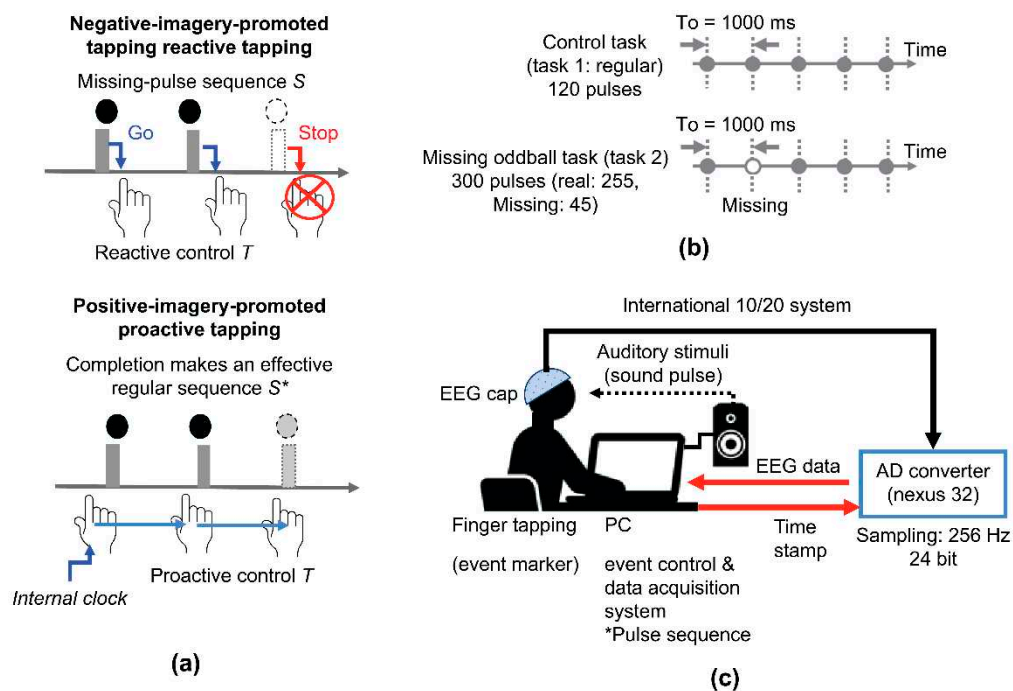 Negative-imagery-promoted
tapping reactive tapping
Missing-pulse sequence S
Go
Stop
Reactive control T
Positive-imagery-promoted
proactive tapping
Completion makes an effective
regular sequence S*
Proactive control T
Internal clock
(a)
To = 1000 ms
Control task
(task 1: regular)
120 pulses
Time
To = 1000 ms
Missing oddball task (task 2)
300 pulses (real: 255,
Missing: 45)
Time
Missing
(b)
International 10/20 system
Auditory stimuli
(sound pulse)
EEG cap
EEG data
AD converter
(nexus 32)
Time
stamp
Sampling: 256 Hz
24 bit
Finger tapping
(event marker)
PC
event control &
data acquisition
system
*Pulse sequence
(c)